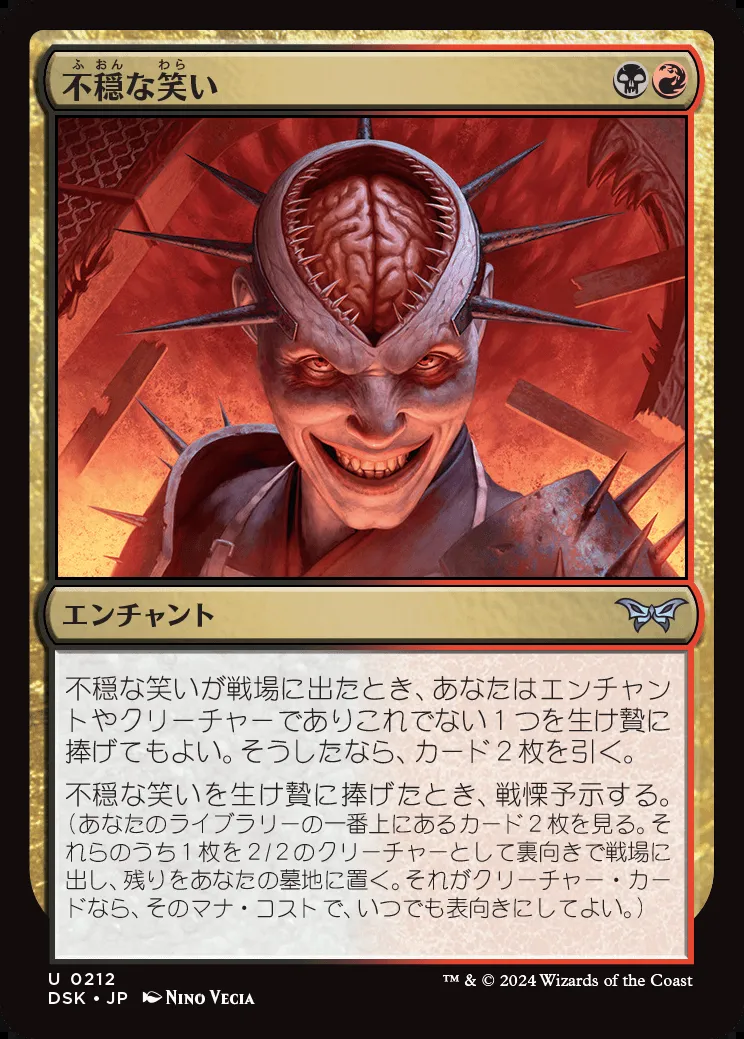 ふおん わら
不穏な笑い
エンチャント
不穏な笑いが戦場に出たとき、あなたはエンチャン
トやクリーチャーでありこれでない１つを生け贄に
捧げてもよい。そうしたなら、カード２枚を引く。
不穏な笑いを生け贄に捧げたとき、戦慄予示する。
（あなたのライブラリーの一番上にあるカード２枚を見る。そ
れらのうち１枚を２/２のクリーチャーとして裏向きで戦場に
出し、残りをあなたの墓地に置く。それがクリーチャー・カー
ドなら、そのマナ・コストで、いつでも表向きにしてよい。）
U 0212
DSK • JP NINO VECIA
™ & © 2024 Wizards of the Coast